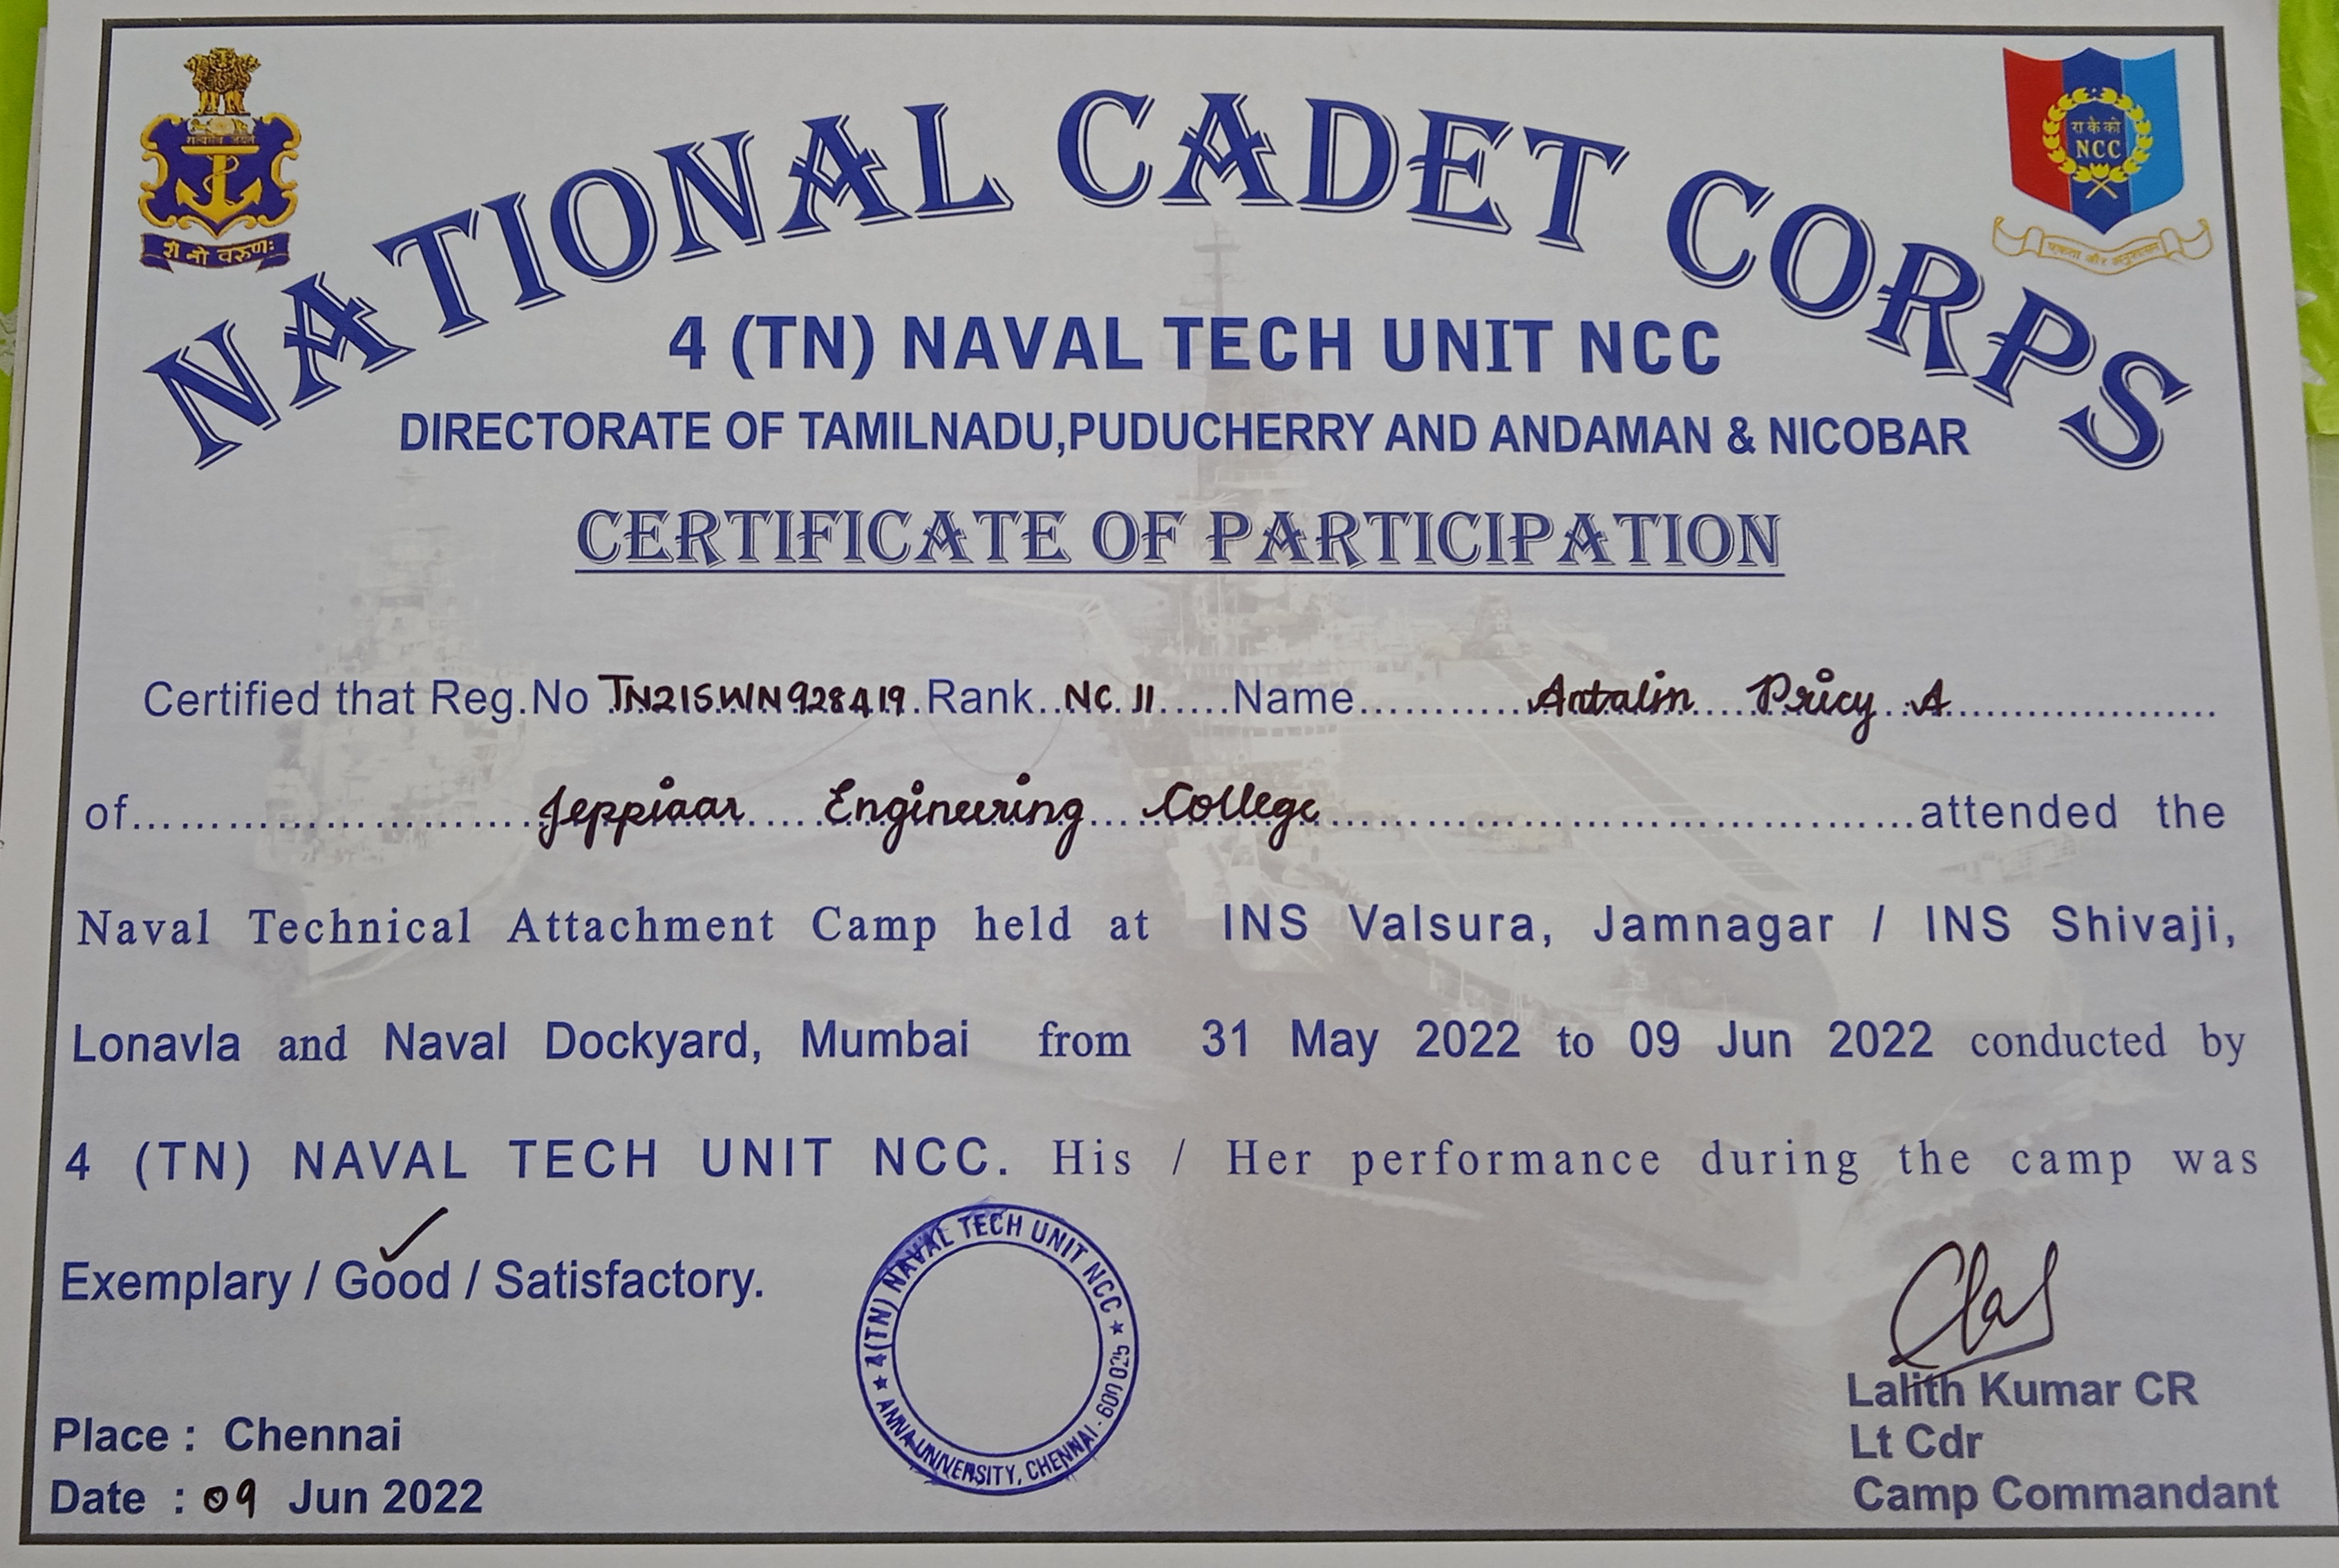 NATIONAL CADET CORPS
शं नो वरुणः
रा कै को
NCC
एकता और अनुशासन
4 (TN) NAVAL TECH UNIT NCC
DIRECTORATE OF TAMILNADU,PUDUCHERRY AND ANDAMAN & NICOBAR
CERTIFICATE OF PARTICIPATION
Certified that Reg.No TN21SWN928419 Rank NC II Name Antalin Pricy A
of Jeppiaar Engineering College attended the
Naval Technical Attachment Camp held at INS Valsura, Jamnagar / INS Shivaji,
Lonavla and Naval Dockyard, Mumbai from 31 May 2022 to 09 Jun 2022 conducted by
4 (TN) NAVAL TECH UNIT NCC. His / Her performance during the camp was
Exemplary / Good / Satisfactory.
4(TN) NAVAL TECH UNIT NCC
ANNA UNIVERSITY, CHENNAI - 600 025
Lalith Kumar CR
Lt Cdr
Camp Commandant
Place : Chennai
Date : 09 Jun 2022